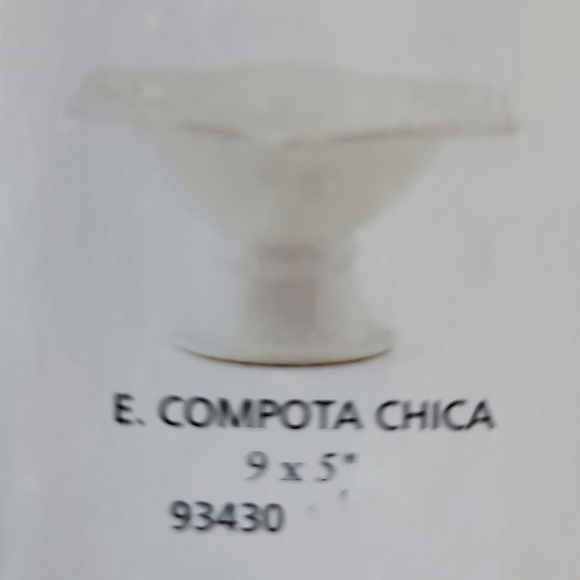 E. COMPOTA CHICA
9 x 5"
93430